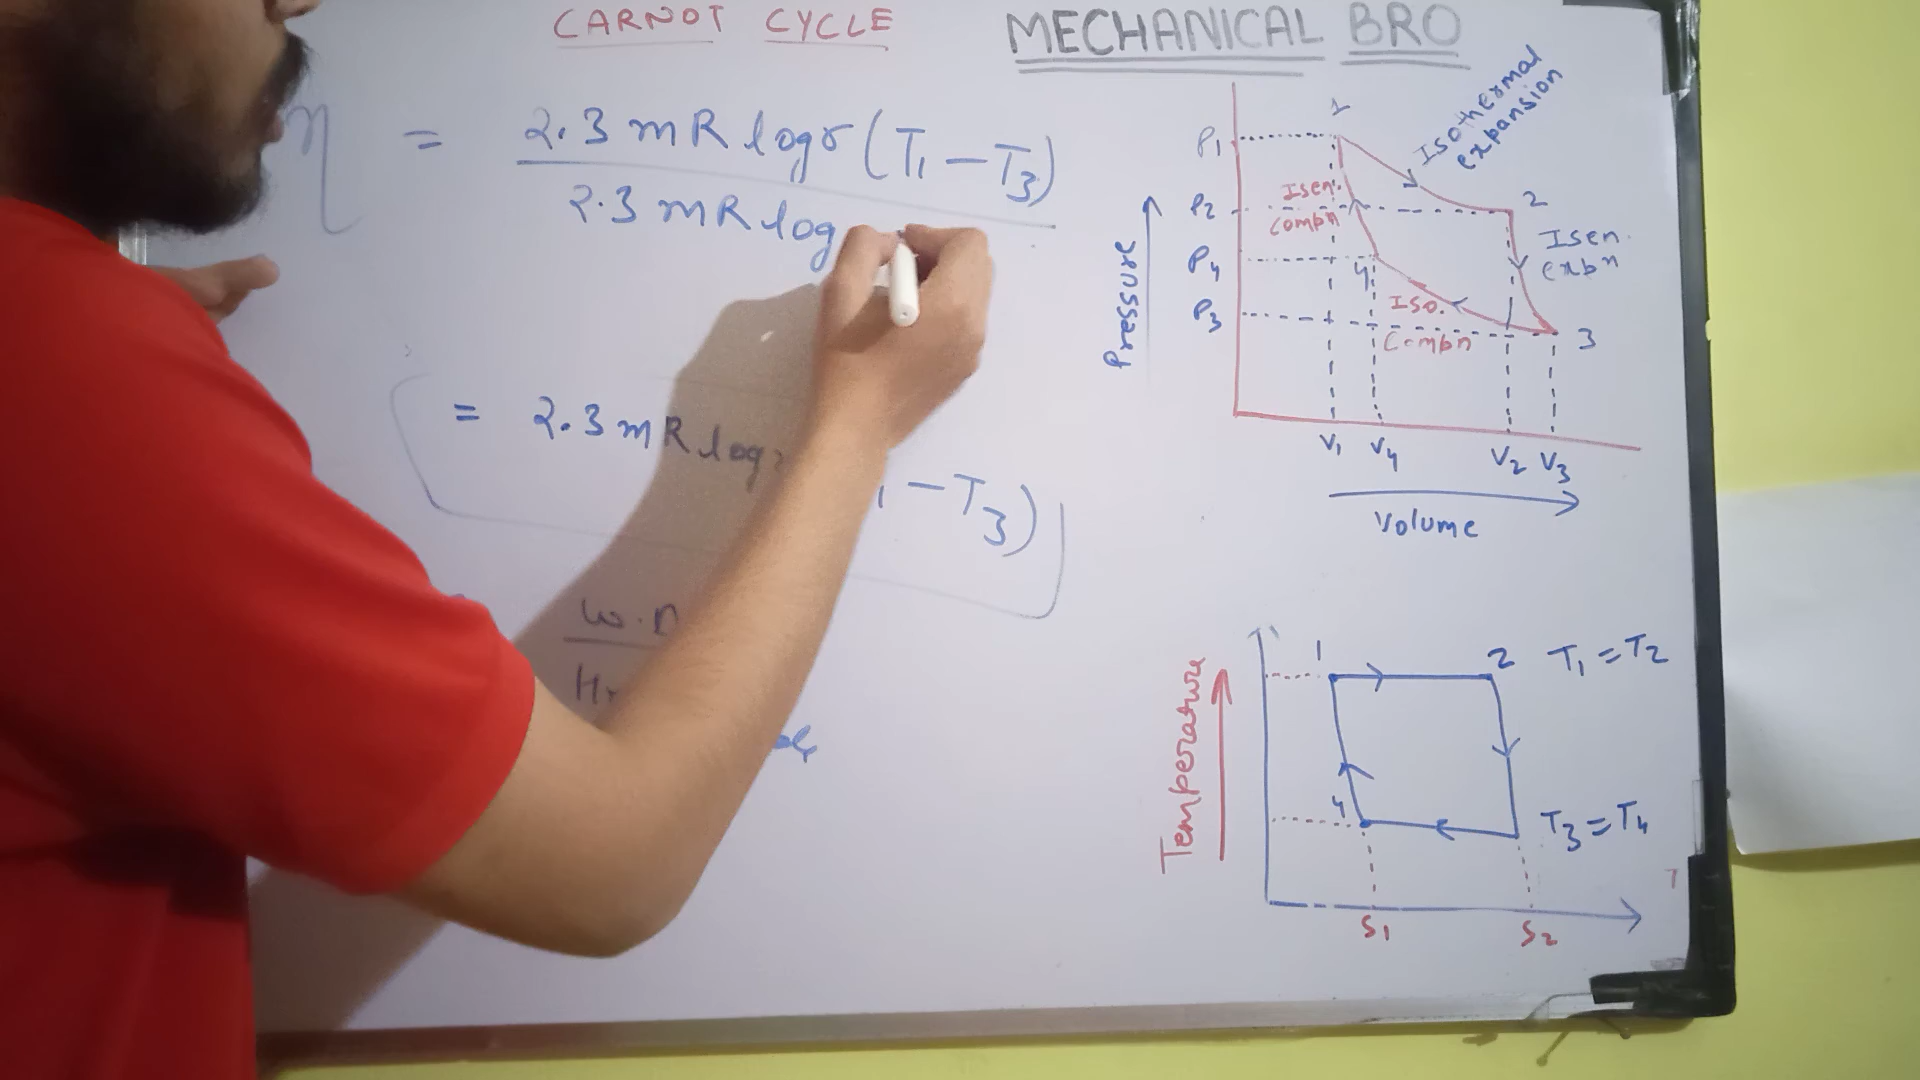 CARNOT CYCLE
MECHANICAL BRO
η = 2.3 mR log r (T1 − T3)
2.3 mR log
= 2.3 mR log
− T3)
W.D
1
Isothermal
expansion
P1
P2
P4
P3
Isen.
Compn
2
Isen.
expn
4
Iso.
Compn
3
Pressure
V1 V4 V2 V3
Volume
1 2 T1 = T2
Temperature
4 T3 = T4
S1 S2